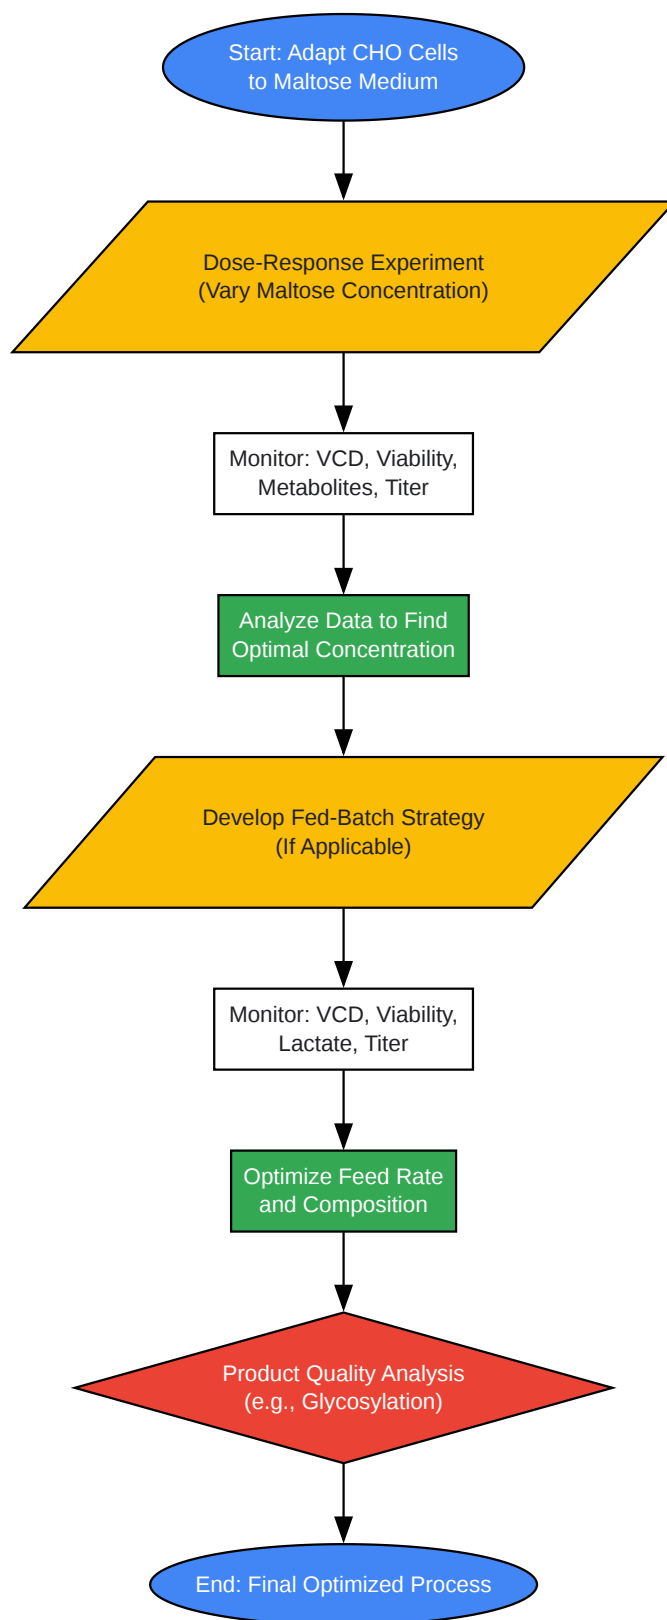 Start: Adapt CHO Cells
to Maltose Medium
Dose-Response Experiment
(Vary Maltose Concentration)
Monitor: VCD, Viability,
Metabolites, Titer
Analyze Data to Find
Optimal Concentration
Develop Fed-Batch Strategy
(If Applicable)
Monitor: VCD, Viability,
Lactate, Titer
Optimize Feed Rate
and Composition
Product Quality Analysis
(e.g., Glycosylation)
End: Final Optimized Process